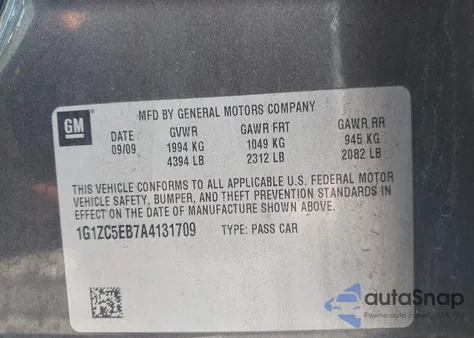 GM
MFD BY GENERAL MOTORS COMPANY
DATE GVWR GAWR FRT GAWR RR
09/09 1994 KG 1049 KG 945 KG
4394 LB 2312 LB 2082 LB
THIS VEHICLE CONFORMS TO ALL APPLICABLE U.S. FEDERAL MOTOR
VEHICLE SAFETY, BUMPER, AND THEFT PREVENTION STANDARDS IN
EFFECT ON THE DATE OF MANUFACTURE SHOWN ABOVE.
1G1ZC5EB7A4131709 TYPE: PASS CAR
autoSnap
Pewne auto z